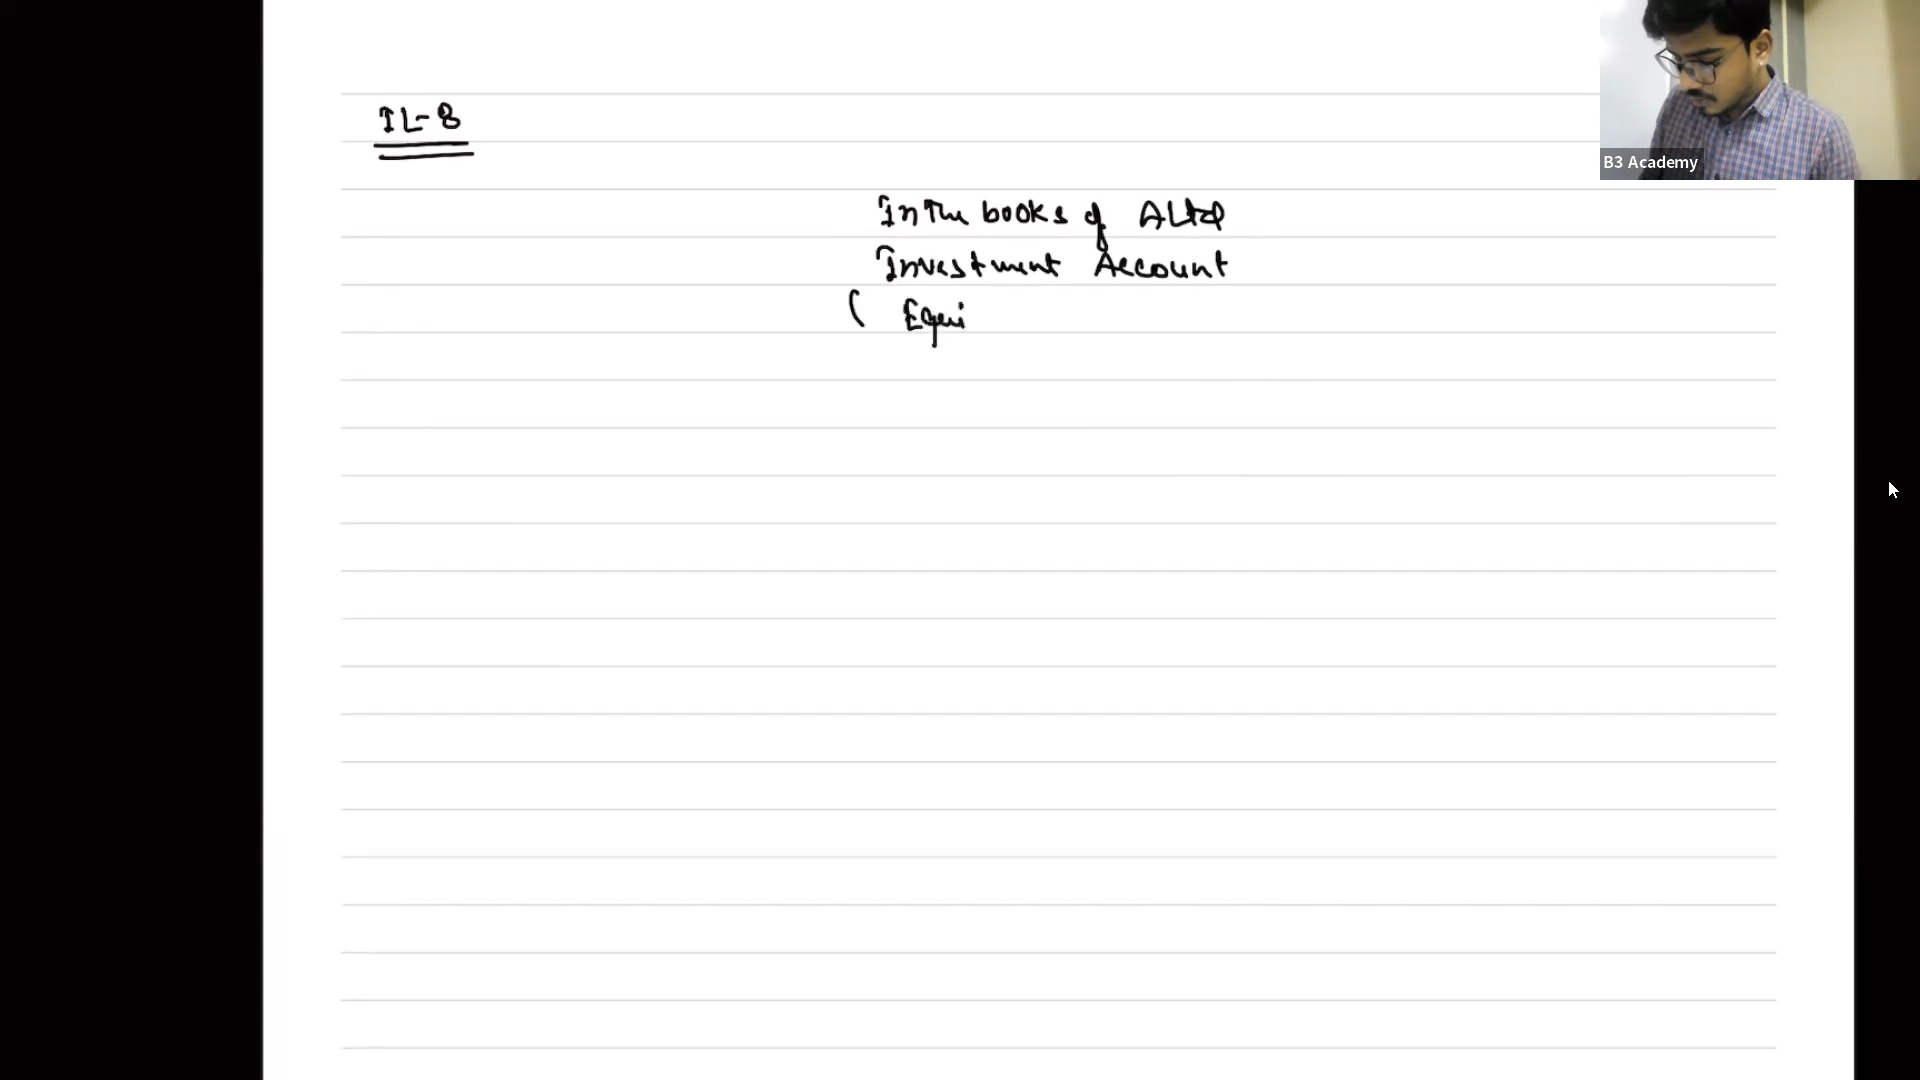 IL-8
B3 Academy
In the books of A Ltd
Investment Account
( Equi